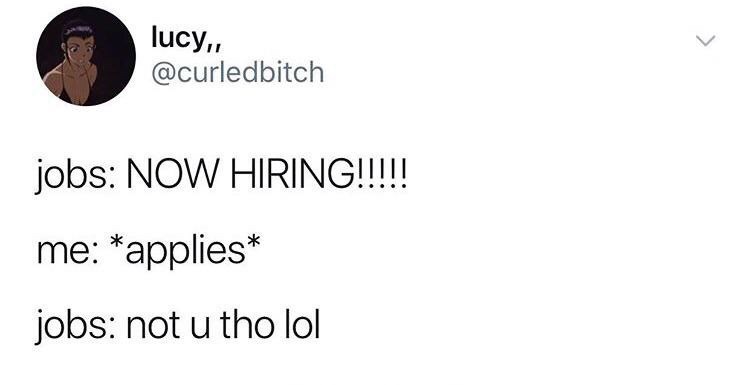 lucy,,
@curledbitch
jobs: NOW HIRING!!!!!
me: *applies*
jobs: not u tho lol